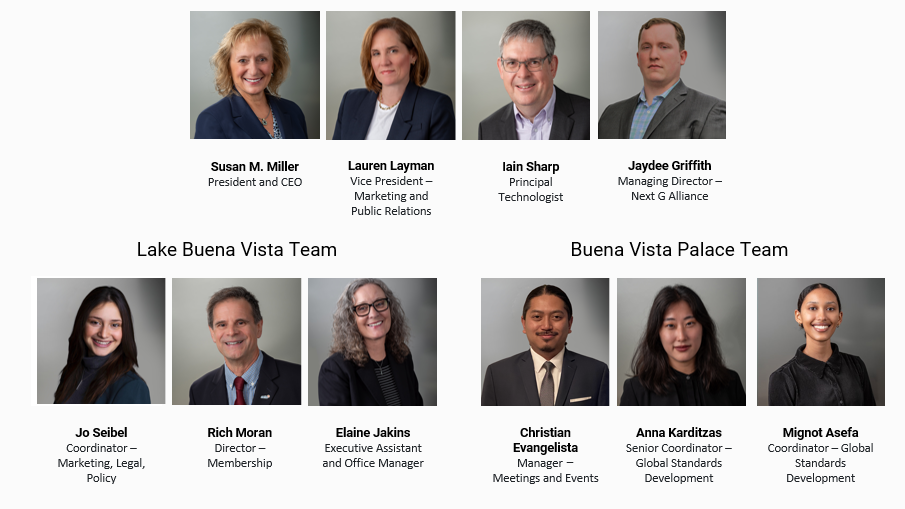 Susan M. Miller
President and CEO
Lauren Layman
Vice President –
Marketing and
Public Relations
Iain Sharp
Principal
Technologist
Jaydee Griffith
Managing Director –
Next G Alliance
Lake Buena Vista Team
Buena Vista Palace Team
Jo Seibel
Coordinator –
Marketing, Legal,
Policy
Rich Moran
Director –
Membership
Elaine Jakins
Executive Assistant
and Office Manager
Christian
Evangelista
Manager –
Meetings and Events
Anna Karditzas
Senior Coordinator –
Global Standards
Development
Mignot Asefa
Coordinator – Global
Standards
Development